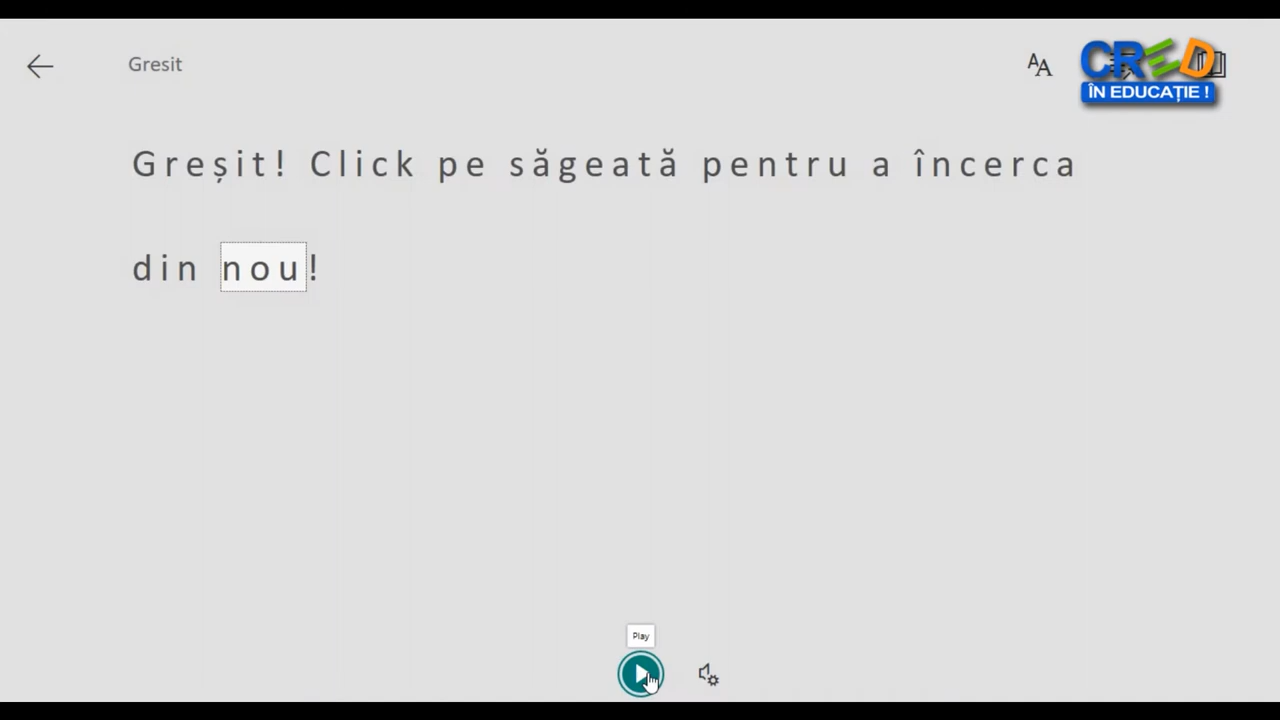 Gresit
CRED
ÎN EDUCAȚIE !
Greșit! Click pe săgeată pentru a încerca
din nou!
Play